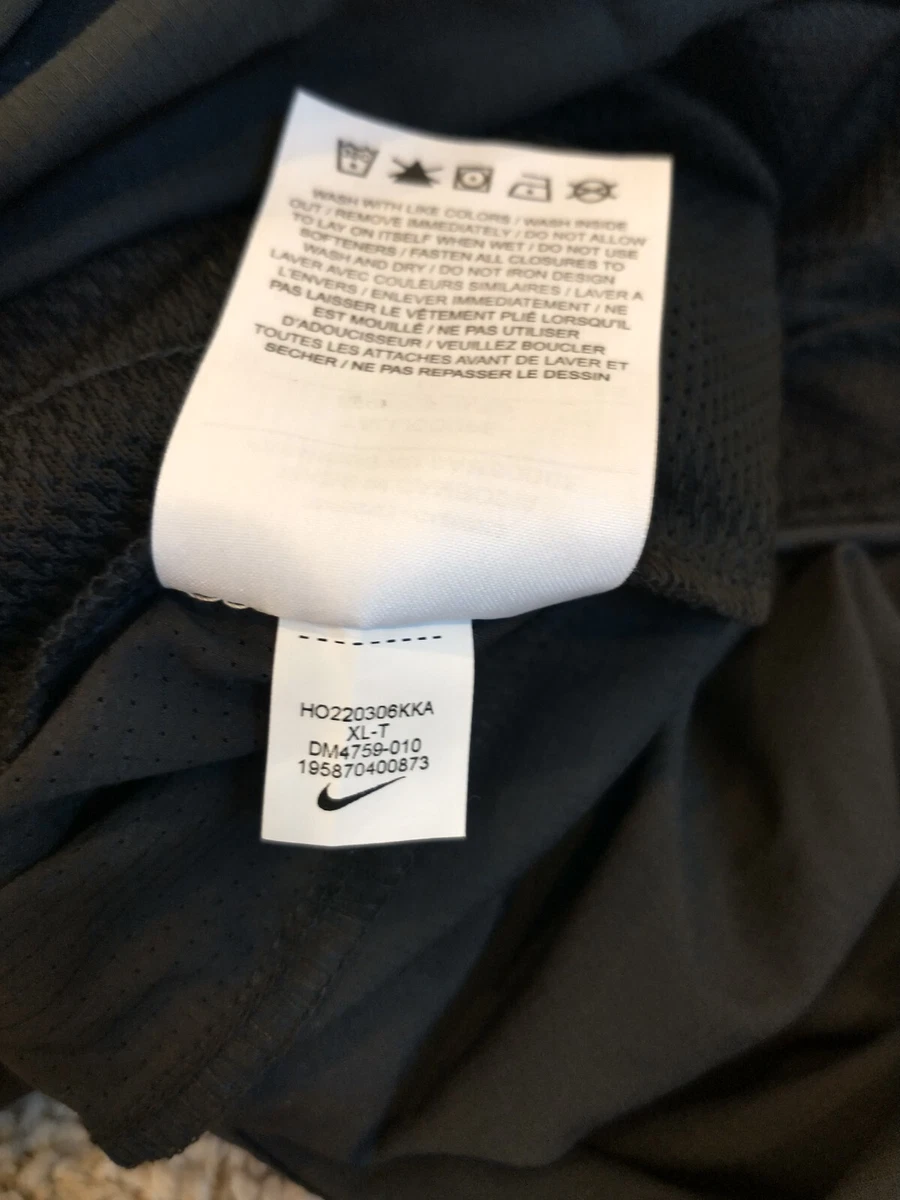 WASH WITH LIKE COLORS / WASH INSIDE
OUT / REMOVE IMMEDIATELY / DO NOT ALLOW
TO LAY ON ITSELF WHEN WET / DO NOT USE
SOFTENERS / FASTEN ALL CLOSURES TO
WASH AND DRY / DO NOT IRON DESIGN
LAVER AVEC COULEURS SIMILAIRES / LAVER A
L'ENVERS / ENLEVER IMMEDIATEMENT / NE
PAS LAISSER LE VÊTEMENT PLIÉ LORSQU'IL
EST MOUILLÉ / NE PAS UTILISER
D'ADOUCISSEUR / VEUILLEZ BOUCLER
TOUTES LES ATTACHES AVANT DE LAVER ET
SECHER / NE PAS REPASSER LE DESSIN
HO220306KKA
XL-T
DM4759-010
195870400873